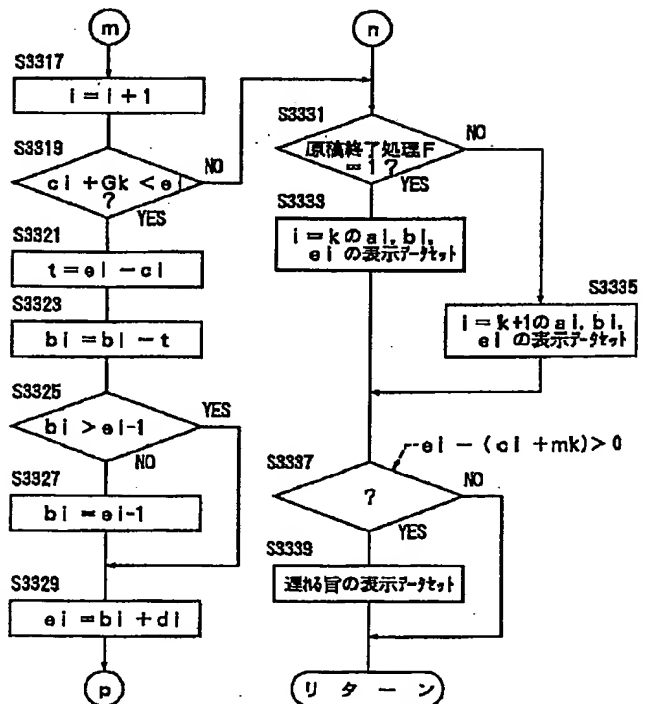 m
S3317
i = i + 1
S3319
ci + Gk < ei
?
NO
YES
S3321
t = ei − ci
S3323
bi = bi − t
S3325
bi > ei-1
YES
NO
S3327
bi = ei-1
S3329
ei = bi + di
p
n
S3331
原稿終了処理F
= 1 ?
NO
YES
S3333
i = k の ai, bi,
ei の表示データセット
S3335
i = k+1の ai, bi,
ei の表示データセット
ei − (ci + mk) > 0
S3337
?
NO
YES
S3339
遅れる旨の表示データセット
リターン